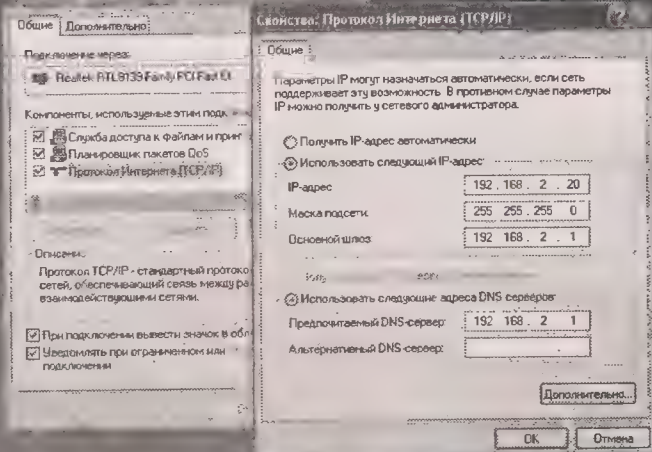 Общие
Дополнительно
Подключение через:
Realtek RTL8139 Family PCI Fast Et
Компоненты, используемые этим подк
Служба доступа к файлам и принт
Планировщик пакетов QoS
Протокол Интернета (TCP/IP)
Протокол TCP/IP - стандартный протоко
сетей, обеспечивающий связь между ра
взаимодействующими сетями.
При подключении вывести значок в обл
Уведомлять при ограниченном или
подключении
Свойства: Протокол Интернета (TCP/IP)
Общие
Параметры IP могут назначаться автоматически, если сеть
поддерживает эту возможность. В противном случае параметры
IP можно получить у сетевого администратора.
Получить IP-адрес автоматически
Использовать следующий IP-адрес:
IP-адрес: 192 . 168 . 2 . 20
Маска подсети: 255 255 . 255 0
Основной шлюз: 192 168 . 2 . 1
Использовать следующие адреса DNS-серверов:
Предпочитаемый DNS-сервер: 192 168 . 2 1
Альтернативный DNS-сервер:
Дополнительно...
OK
Отмена